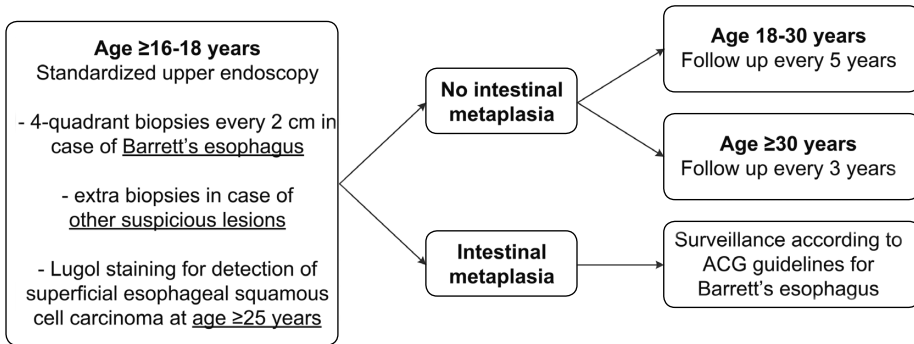 Age ≥16-18 years
Standardized upper endoscopy
- 4-quadrant biopsies every 2 cm in
case of Barrett's esophagus
- extra biopsies in case of
other suspicious lesions
- Lugol staining for detection of
superficial esophageal squamous
cell carcinoma at age ≥25 years
No intestinal
metaplasia
Intestinal
metaplasia
Age 18-30 years
Follow up every 5 years
Age ≥30 years
Follow up every 3 years
Surveillance according to
ACG guidelines for
Barrett's esophagus